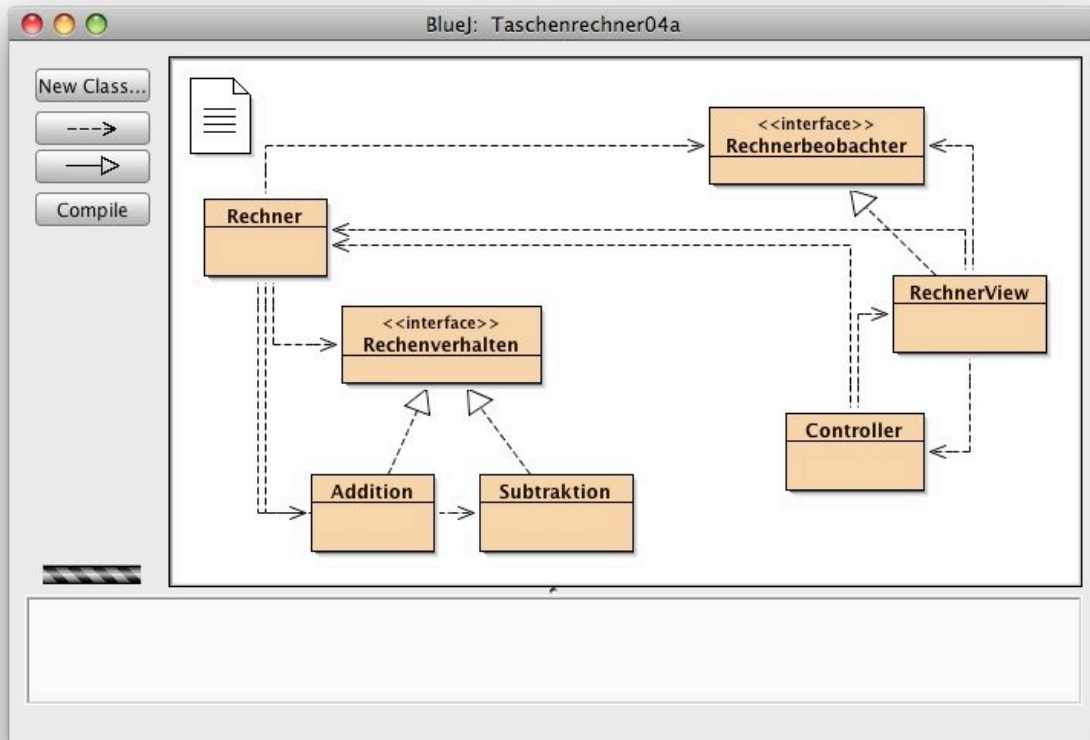 BlueJ: Taschenrechner04a
New Class...
Compile
<<interface>>
Rechnerbeobachter
Rechner
RechnerView
<<interface>>
Rechenverhalten
Controller
Addition
Subtraktion